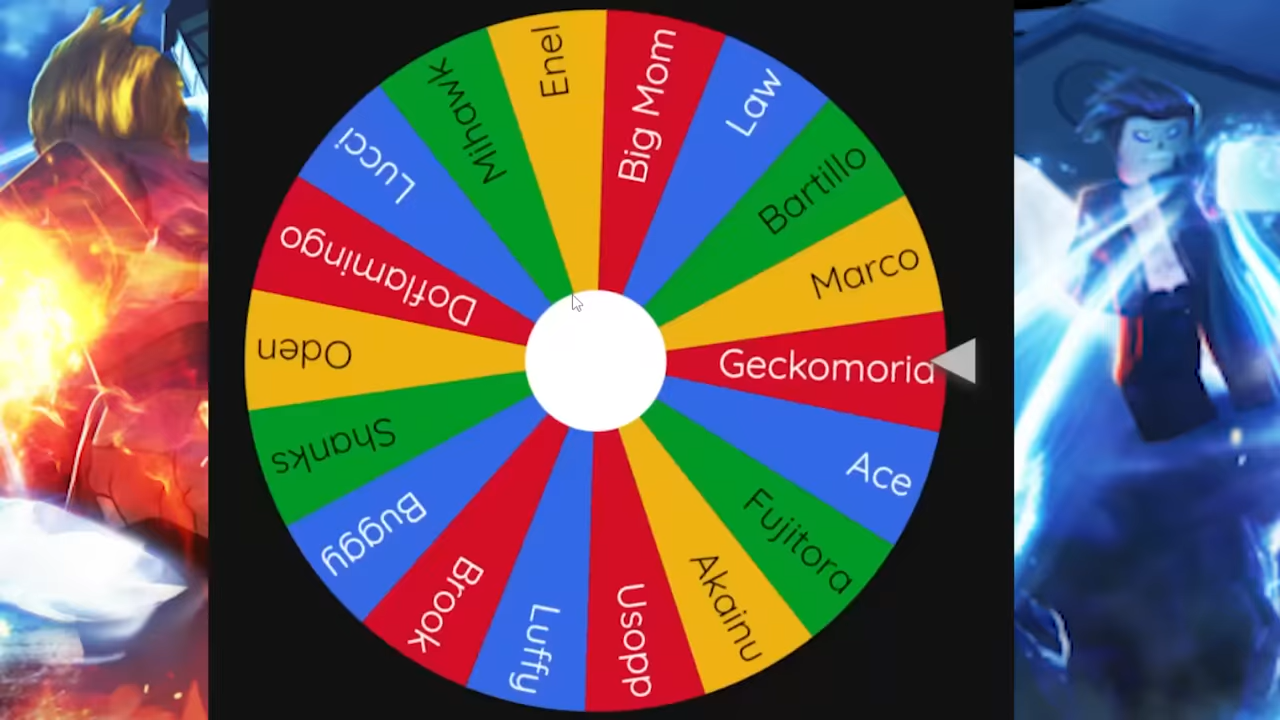 Enel
Big Mom
Law
Bartillo
Marco
Geckomoria
Ace
Fujitora
Akainu
Usopp
Luffy
Brook
Buggy
Shanks
Oden
Doflamingo
Lucci
Mihawk